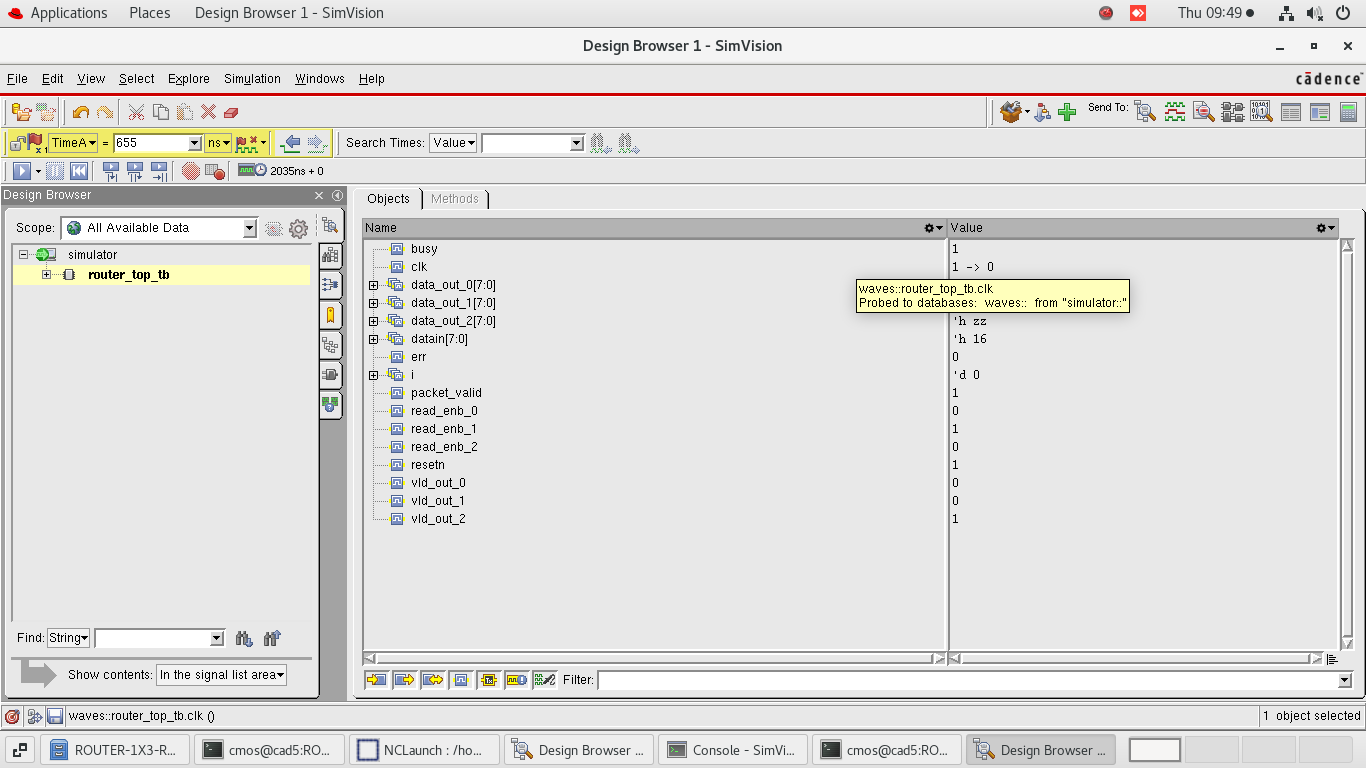 Applications Places Design Browser 1 - SimVision Thu 09:49
Design Browser 1 - SimVision
File Edit View Select Explore Simulation Windows Help cādence
Send To:
TimeA = 655 ns Search Times: Value
2035ns + 0
Design Browser
Objects Methods
Scope: All Available Data
Name Value
simulator
router_top_tb
busy 1
clk 1 -> 0
data_out_0[7:0]
waves::router_top_tb.clk
Probed to databases: waves:: from "simulator::"
data_out_1[7:0]
data_out_2[7:0] 'h zz
datain[7:0] 'h 16
err 0
i 'd 0
packet_valid 1
read_enb_0 0
read_enb_1 1
read_enb_2 0
resetn 1
vld_out_0 0
vld_out_1 0
vld_out_2 1
Find: String
Show contents: In the signal list area
Filter:
waves::router_top_tb.clk () 1 object selected
ROUTER-1X3-R... cmos@cad5:RO... NCLaunch : /ho... Design Browser ... Console - SimVi... cmos@cad5:RO... Design Browser ...